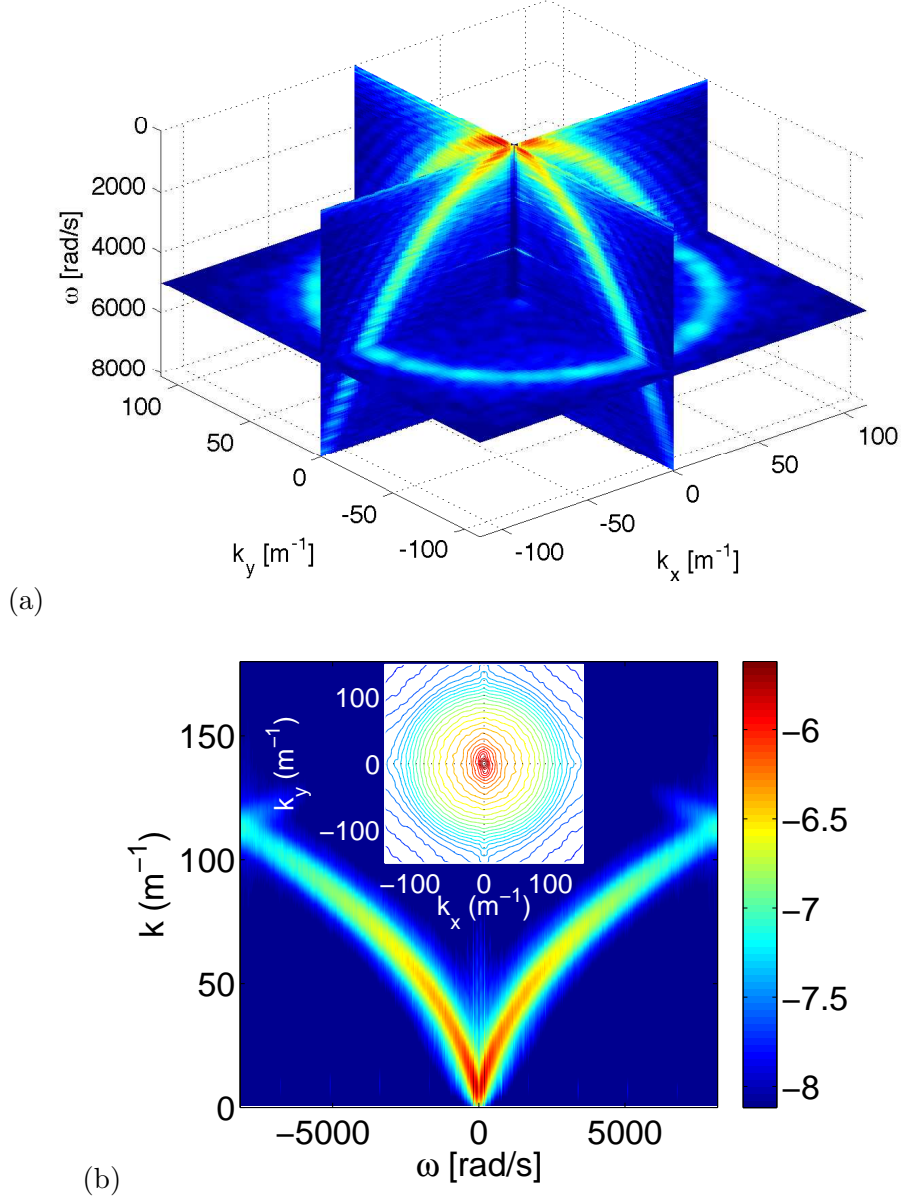 0
2000
4000
6000
8000
ω [rad/s]
100
50
0
-50
-100
k_y [m^{-1}]
-100
-50
0
50
100
k_x [m^{-1}]
(a)
150
100
50
0
k (m^{-1})
−5000 0 5000
ω [rad/s]
100
0
−100
k_y (m^{-1})
−100 0 100
k_x (m^{-1})
−6
−6.5
−7
−7.5
−8
(b)